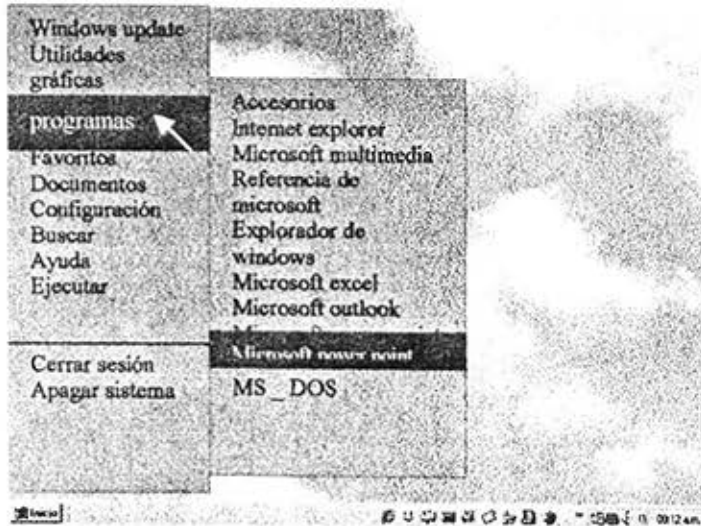 Windows update
Utilidades
gráficas
programas
Favoritos
Documentos
Configuración
Buscar
Ayuda
Ejecutar
Cerrar sesión
Apagar sistema
Accesorios
Internet explorer
Microsoft multimedia
Referencia de
microsoft
Explorador de
windows
Microsoft excel
Microsoft outlook
Microsoft power point
MS _ DOS
Inicio